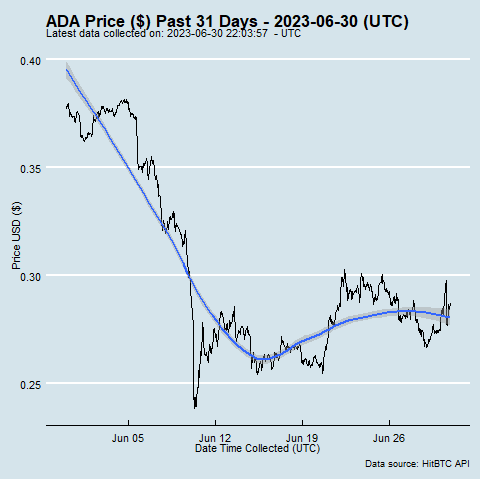 ADA Price ($) Past 31 Days - 2023-06-30 (UTC)
Latest data collected on: 2023-06-30 22:03:57  - UTC
0.40
0.35
0.30
0.25
Price USD ($)
Jun 05 Jun 12 Jun 19 Jun 26
Date Time Collected (UTC)
Data source: HitBTC API